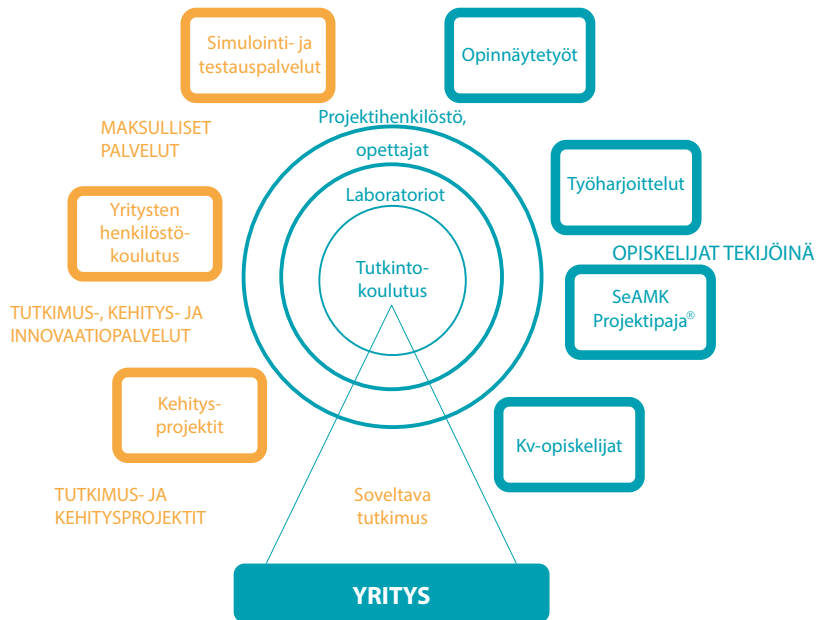 Simulointi- ja
testauspalvelut
Opinnäytetyöt
MAKSULLISET
PALVELUT
Projektihenkilöstö,
opettajat
Laboratoriot
Tutkinto-
koulutus
Työharjoittelut
Yritysten
henkilöstö-
koulutus
OPISKELIJAT TEKIJÖINÄ
SeAMK
Projektipaja®
TUTKIMUS-, KEHITYS- JA
INNOVAATIOPALVELUT
Kehitys-
projektit
Kv-opiskelijat
TUTKIMUS- JA
KEHITYSPROJEKTIT
Soveltava
tutkimus
YRITYS